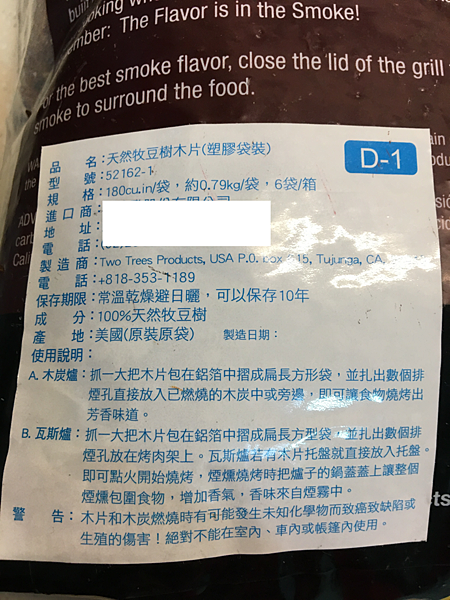 Remember: The Flavor is in the Smoke!
For the best smoke flavor, close the lid of the grill
smoke to surround the food.
D-1
品 名：天然牧豆樹木片(塑膠袋裝)
型 號：52162-1
規 格：180cu.in/袋，約0.79kg/袋，6袋/箱
進口商：
地 址：
電 話：
製造商：Two Trees Products, USA P.O. Box 615, Tujunga, CA,
電 話：+818-353-1189
保存期限：常溫乾燥避日曬，可以保存10年
成 分：100%天然牧豆樹
產 地：美國(原裝原袋) 製造日期：
使用說明：
A. 木炭爐：抓一大把木片包在鋁箔中摺成扁長方形袋，並扎出數個排
煙孔直接放入已燃燒的木炭中或旁邊，即可讓食物燒烤出
芳香味道。
B. 瓦斯爐：抓一大把木片包在鋁箔中摺成扁長方型袋，並扎出數個排
煙孔放在烤肉架上。瓦斯爐若有木片托盤就直接放入托盤。
即可點火開始燒烤，煙燻燒烤時把爐子的鍋蓋蓋上讓整個
煙燻包圍食物，增加香氣，香味來自煙霧中。
警 告：木片和木炭燃燒時有可能發生未知化學物而致癌致缺陷或
生殖的傷害！絕對不能在室內、車內或帳篷內使用。